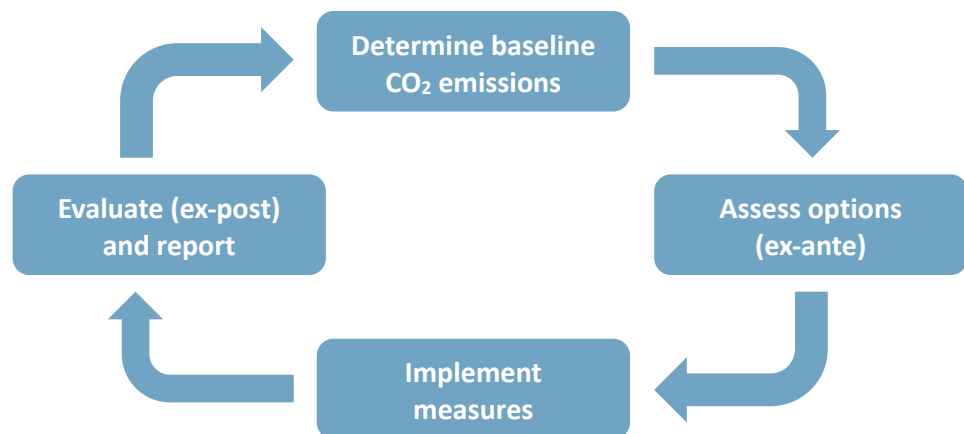 Determine baseline
CO₂ emissions
Evaluate (ex-post)
and report
Assess options
(ex-ante)
Implement
measures